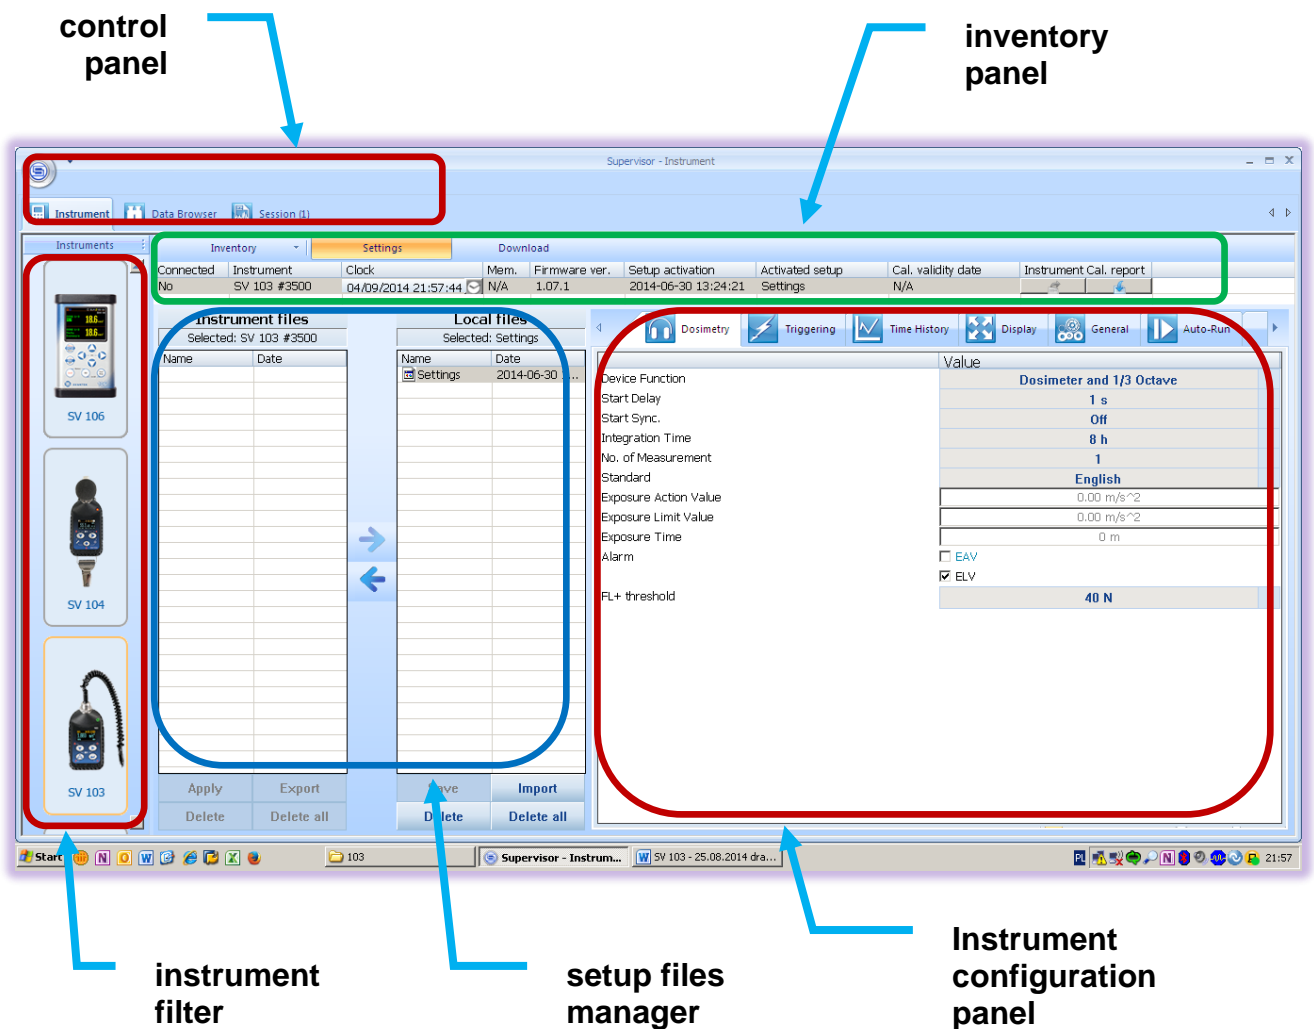 control
panel
inventory
panel
Supervisor - Instrument
Instrument Data Browser Session (1)
Instruments Inventory Settings Download
Connected Instrument Clock Mem. Firmware ver. Setup activation Activated setup Cal. validity date Instrument Cal. report
No SV 103 #3500 04/09/2014 21:57:44 N/A 1.07.1 2014-06-30 13:24:21 Settings N/A
Instrument files Local files
Selected: SV 103 #3500 Selected: Settings
Dosimetry Triggering Time History Display General Auto-Run
Name Date Name Date
Settings 2014-06-30
Value
Device Function Dosimeter and 1/3 Octave
Start Delay 1 s
Start Sync. Off
Integration Time 8 h
No. of Measurement 1
Standard English
Exposure Action Value 0.00 m/s^2
Exposure Limit Value 0.00 m/s^2
Exposure Time 0 m
Alarm EAV
ELV
FL+ threshold 40 N
SV 106
SV 104
SV 103
Apply Export Save Import
Delete Delete all Delete Delete all
Start 103 Supervisor - Instrum... SV 103 - 25.08.2014 dra... PL 21:57
instrument
filter
setup files
manager
Instrument
configuration
panel